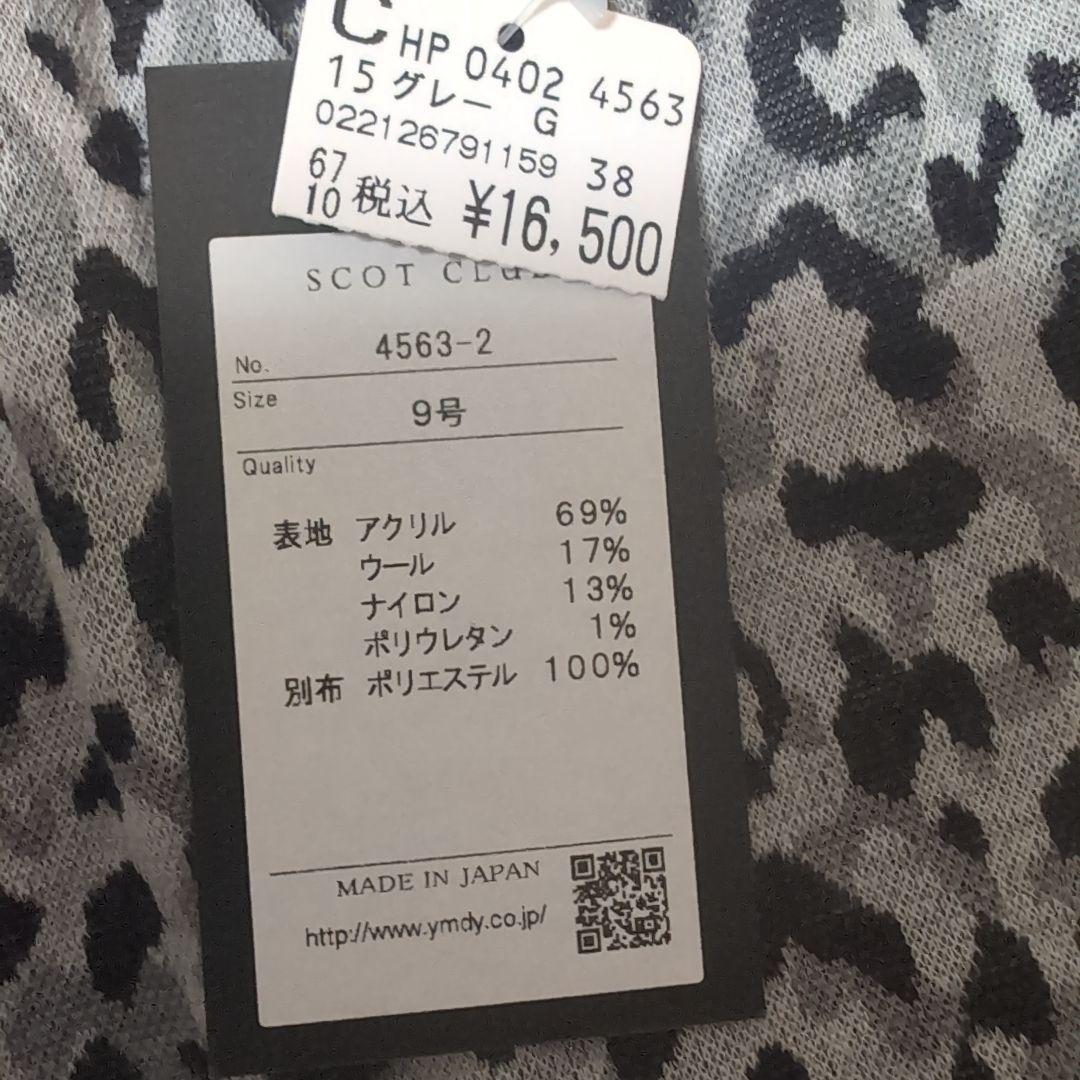 C HP 0402 4563
15 グレー G
022126791159 38
67
10 税込 ¥16,500
SCOT CLUB
No. 4563-2
Size 9号
Quality
表地 アクリル 69%
ウール 17%
ナイロン 13%
ポリウレタン 1%
別布 ポリエステル 100%
MADE IN JAPAN
http://www.ymdy.co.jp/